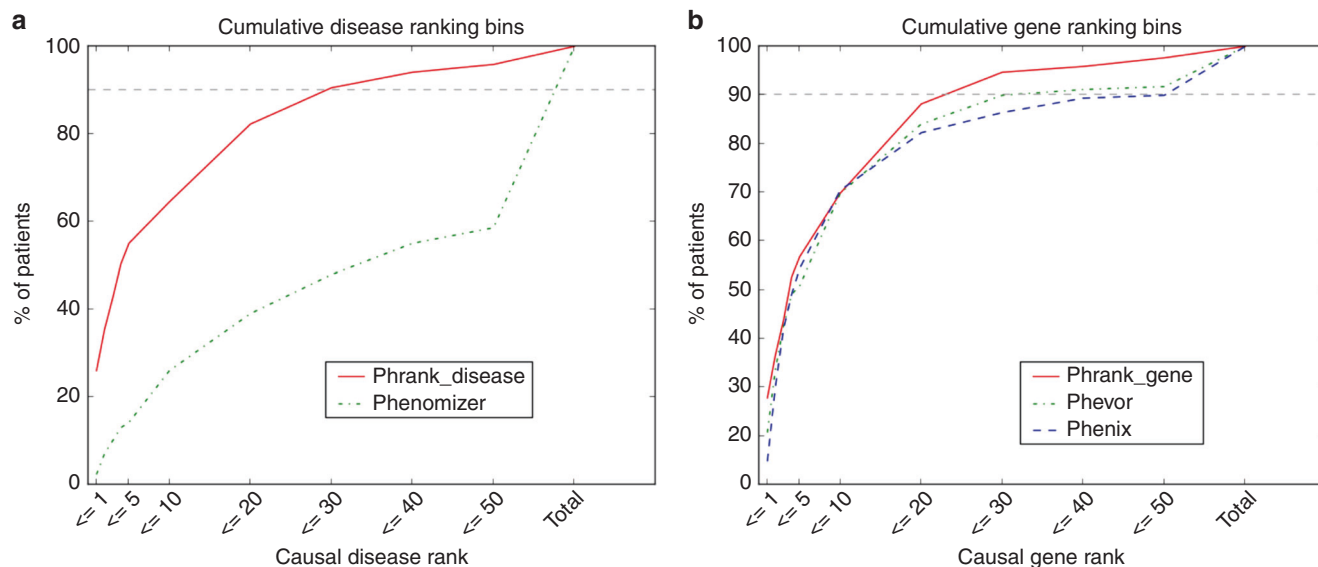 a
Cumulative disease ranking bins
100
80
60
40
20
0
% of patients
<= 1
<= 5
<= 10
<= 20
<= 30
<= 40
<= 50
Total
Causal disease rank
Phrank_disease
Phenomizer
b
Cumulative gene ranking bins
100
90
80
70
60
50
40
30
20
10
0
% of patients
<= 1
<= 5
<= 10
<= 20
<= 30
<= 40
<= 50
Total
Causal gene rank
Phrank_gene
Phevor
Phenix